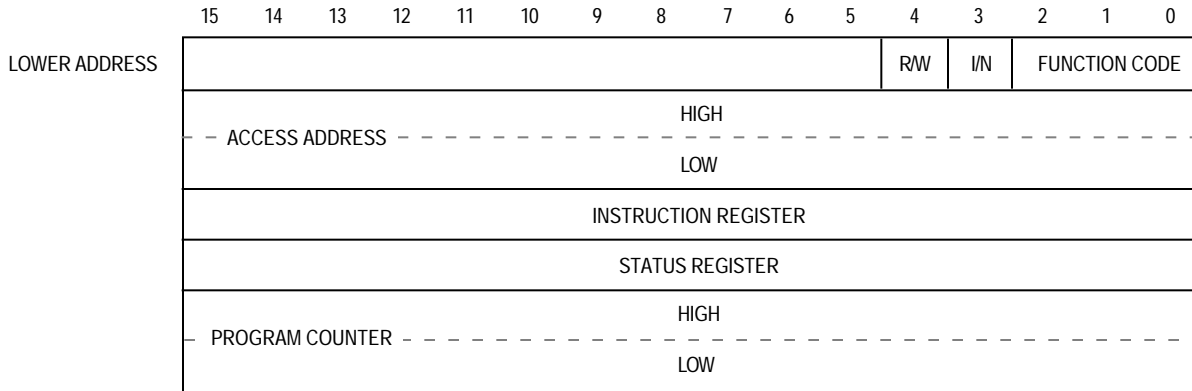 15 14 13 12 11 10 9 8 7 6 5 4 3 2 1 0
LOWER ADDRESS R/W I/N FUNCTION CODE
HIGH
ACCESS ADDRESS
LOW
INSTRUCTION REGISTER
STATUS REGISTER
HIGH
PROGRAM COUNTER
LOW